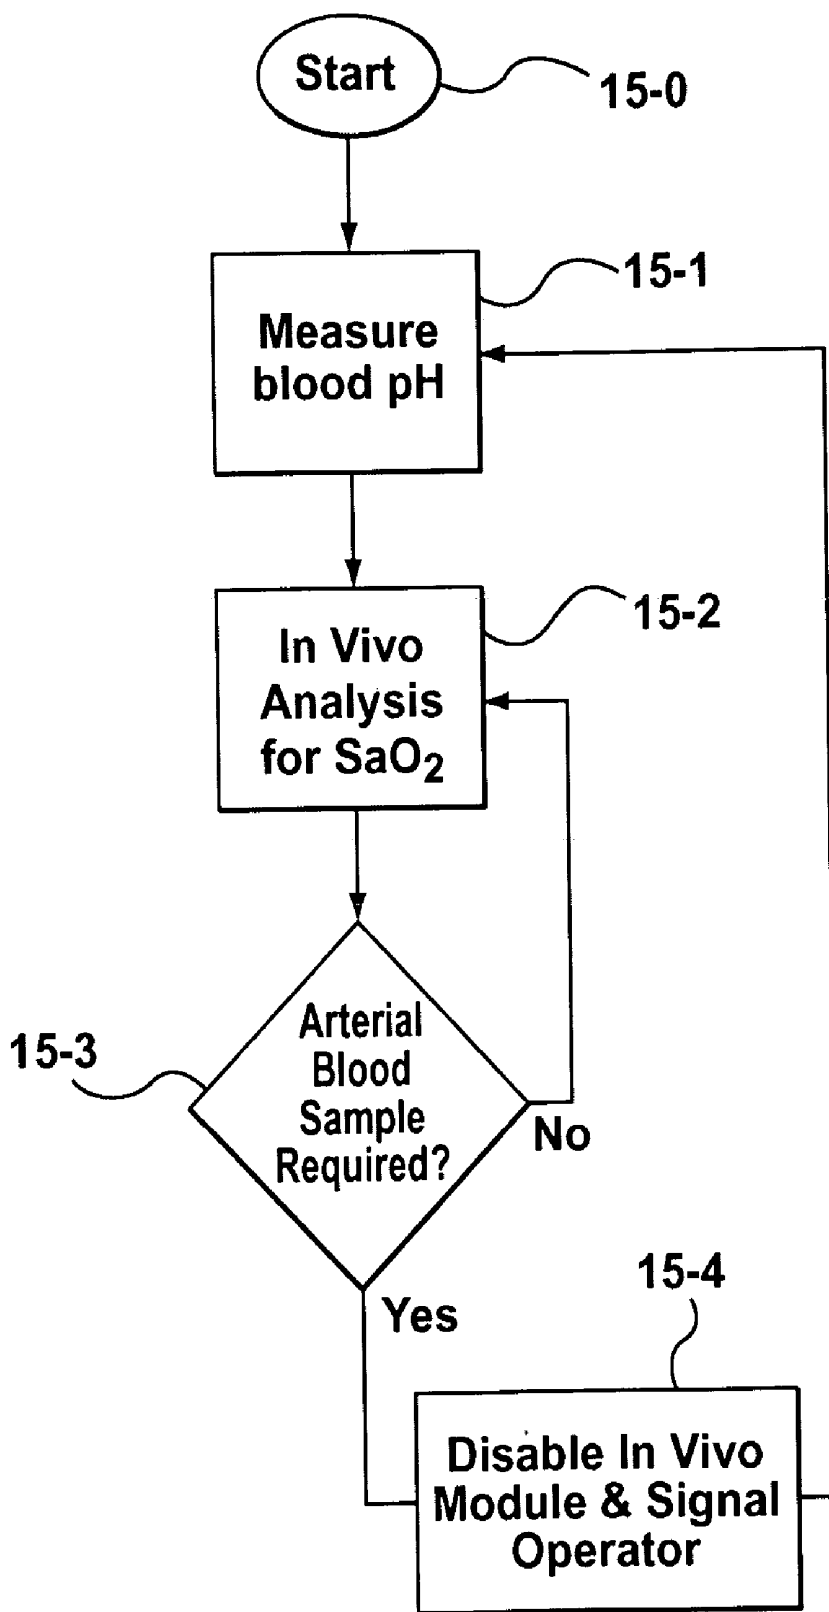 Start
15-0
15-1
Measure
blood pH
15-2
In Vivo
Analysis
for SaO₂
15-3
Arterial
Blood
Sample
Required?
No
Yes
15-4
Disable In Vivo
Module & Signal
Operator